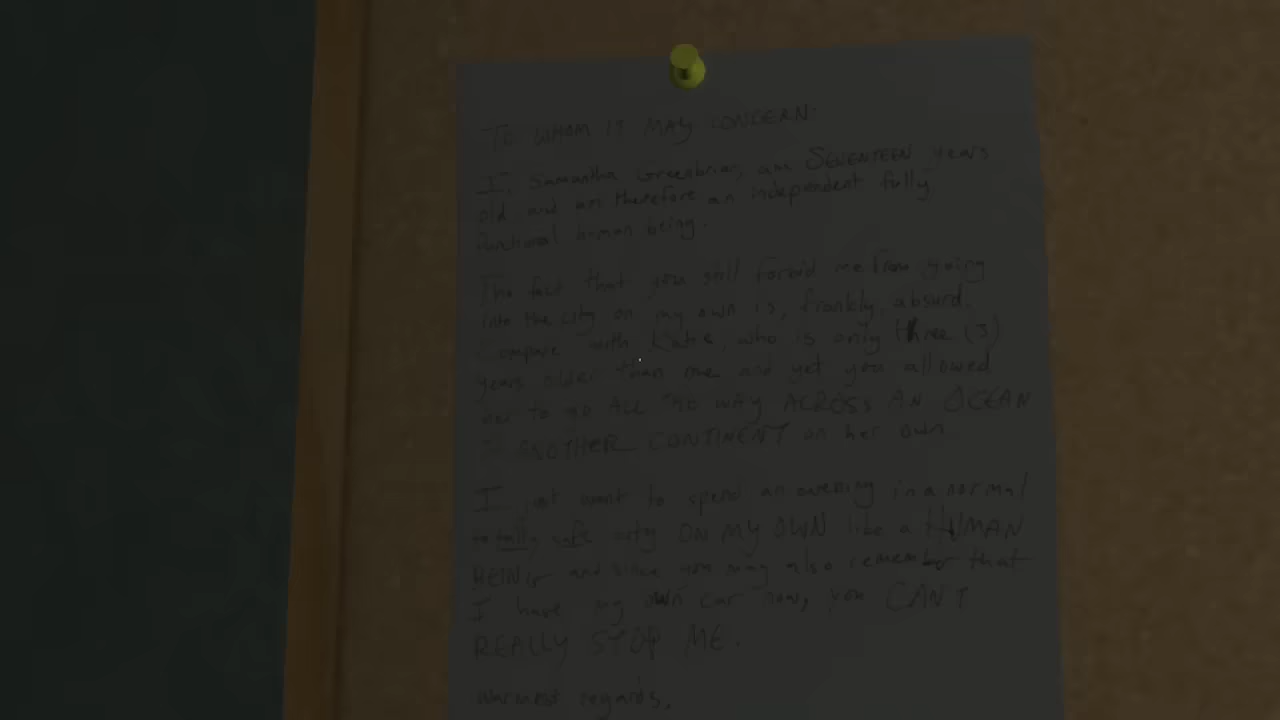 TO WHOM IT MAY CONCERN:
I, Samantha Greenbriar, am SEVENTEEN years
old and am therefore an independent fully
functional human being.
The fact that you still forbid me from going
into the city on my own is, frankly, absurd.
Compare with Katie, who is only three (3)
years older than me and yet you allowed
her to go ALL THE WAY ACROSS AN OCEAN
TO ANOTHER CONTINENT on her own.
I just want to spend an evening in a normal
totally safe city ON MY OWN like a HUMAN
BEING and since you may also remember that
I have my own car now, you CAN'T
REALLY STOP ME.
Warmest regards,